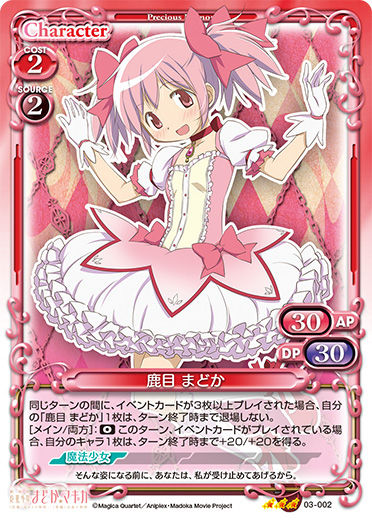 Precious Memories
Character
COST
2
SOURCE
2
30 AP
DP 30
鹿目 まどか
同じターンの間に、イベントカードが3枚以上プレイされた場合、自分
の「鹿目 まどか」1枚は、ターン終了時まで退場しない。
[メイン/両方]: このターン、イベントカードがプレイされている場
合、自分のキャラ1枚は、ターン終了時まで+20/+20を得る。
魔法少女
そんな姿になる前に、あなたは、私が受け止めてあげるから。
まどか☆マギカ
03-002
©Magica Quartet/Aniplex・Madoka Movie Project